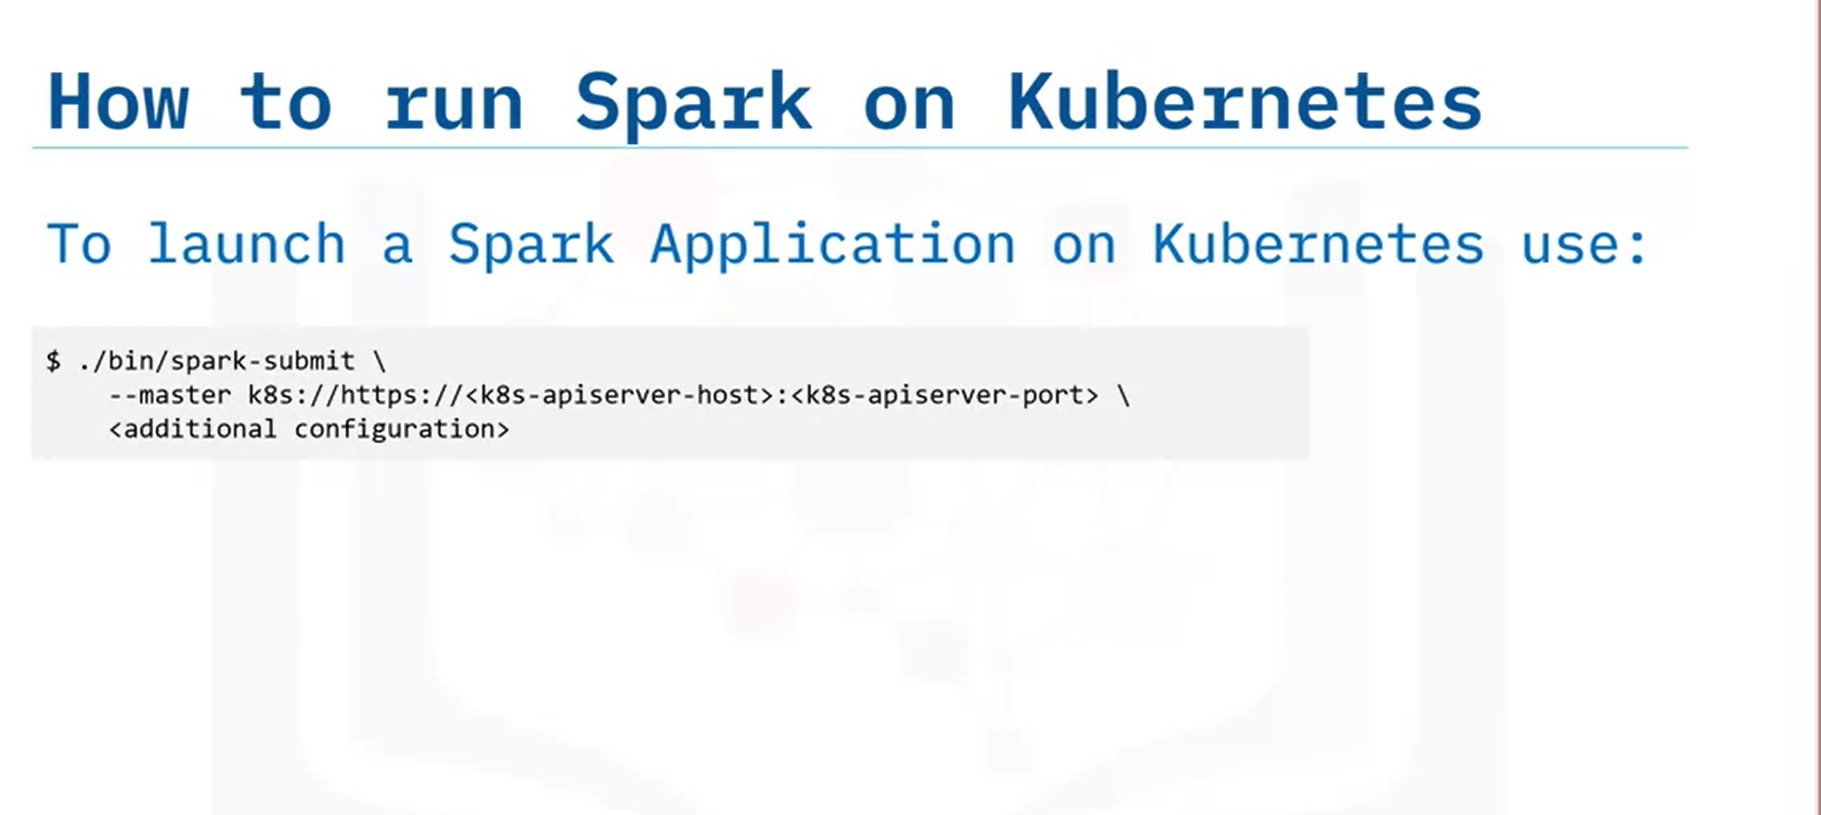 How to run Spark on Kubernetes
To launch a Spark Application on Kubernetes use:
$ ./bin/spark-submit \
--master k8s://https://<k8s-apiserver-host>:<k8s-apiserver-port> \
<additional configuration>